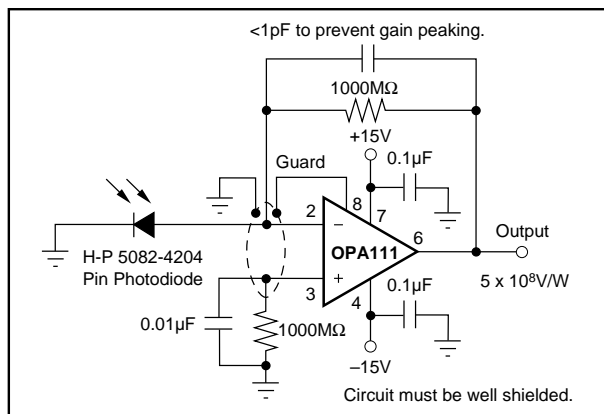 <1pF to prevent gain peaking.
1000MΩ
+15V
0.1µF
Guard
2
8
7
−
OPA111
6
Output
+
3
4
5 x 10⁸V/W
H-P 5082-4204
Pin Photodiode
0.01µF
1000MΩ
0.1µF
–15V
Circuit must be well shielded.